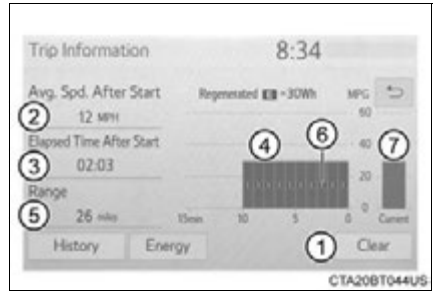 Trip Information 8:34
Avg. Spd. After Start Regenerated = 30Wh MPG
2 12 MPH 60
Elapsed Time After Start 4 6 40 7
3 02:03 20
Range
5 26 miles 15min 10 5 0 Current
History Energy 1 Clear
CTA20BT044US